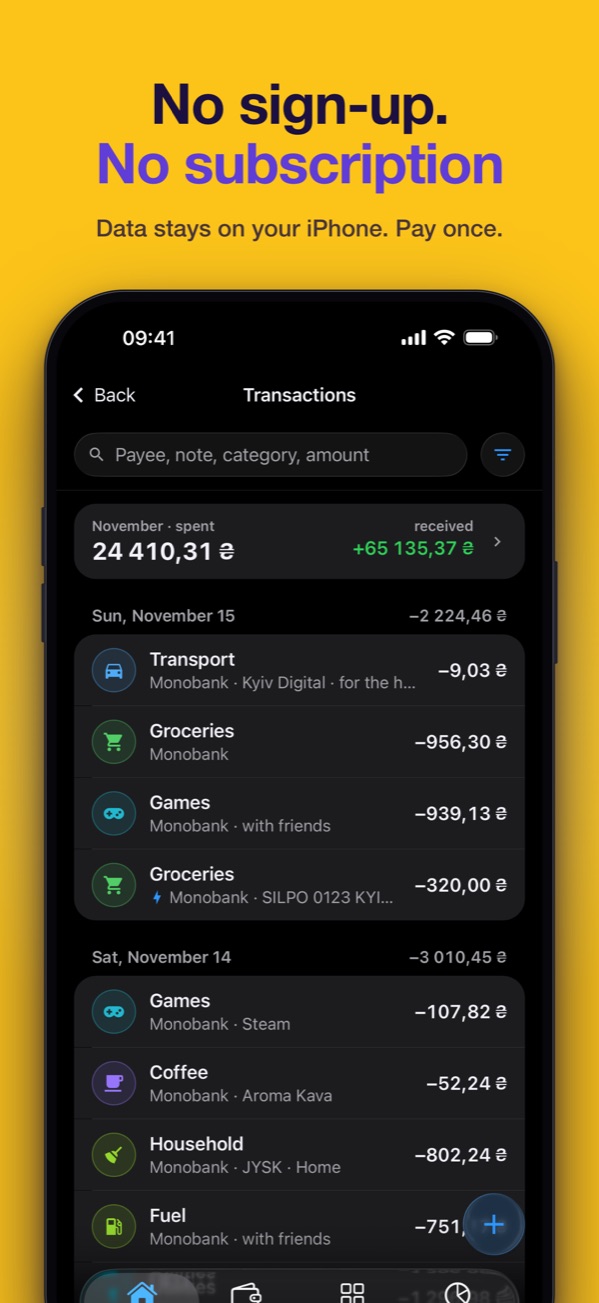 No sign-up.
No subscription
Data stays on your iPhone. Pay once.
09:41
Back
Transactions
Payee, note, category, amount
November · spent
received
24 410,31 ₴
+65 135,37 ₴
Sun, November 15
−2 224,46 ₴
Transport
Monobank · Kyiv Digital · for the h...
−9,03 ₴
Groceries
Monobank
−956,30 ₴
Games
Monobank · with friends
−939,13 ₴
Groceries
Monobank · SILPO 0123 KYI...
−320,00 ₴
Sat, November 14
−3 010,45 ₴
Games
Monobank · Steam
−107,82 ₴
Coffee
Monobank · Aroma Kava
−52,24 ₴
Household
Monobank · JYSK · Home
−802,24 ₴
Fuel
Monobank · with friends
−751,